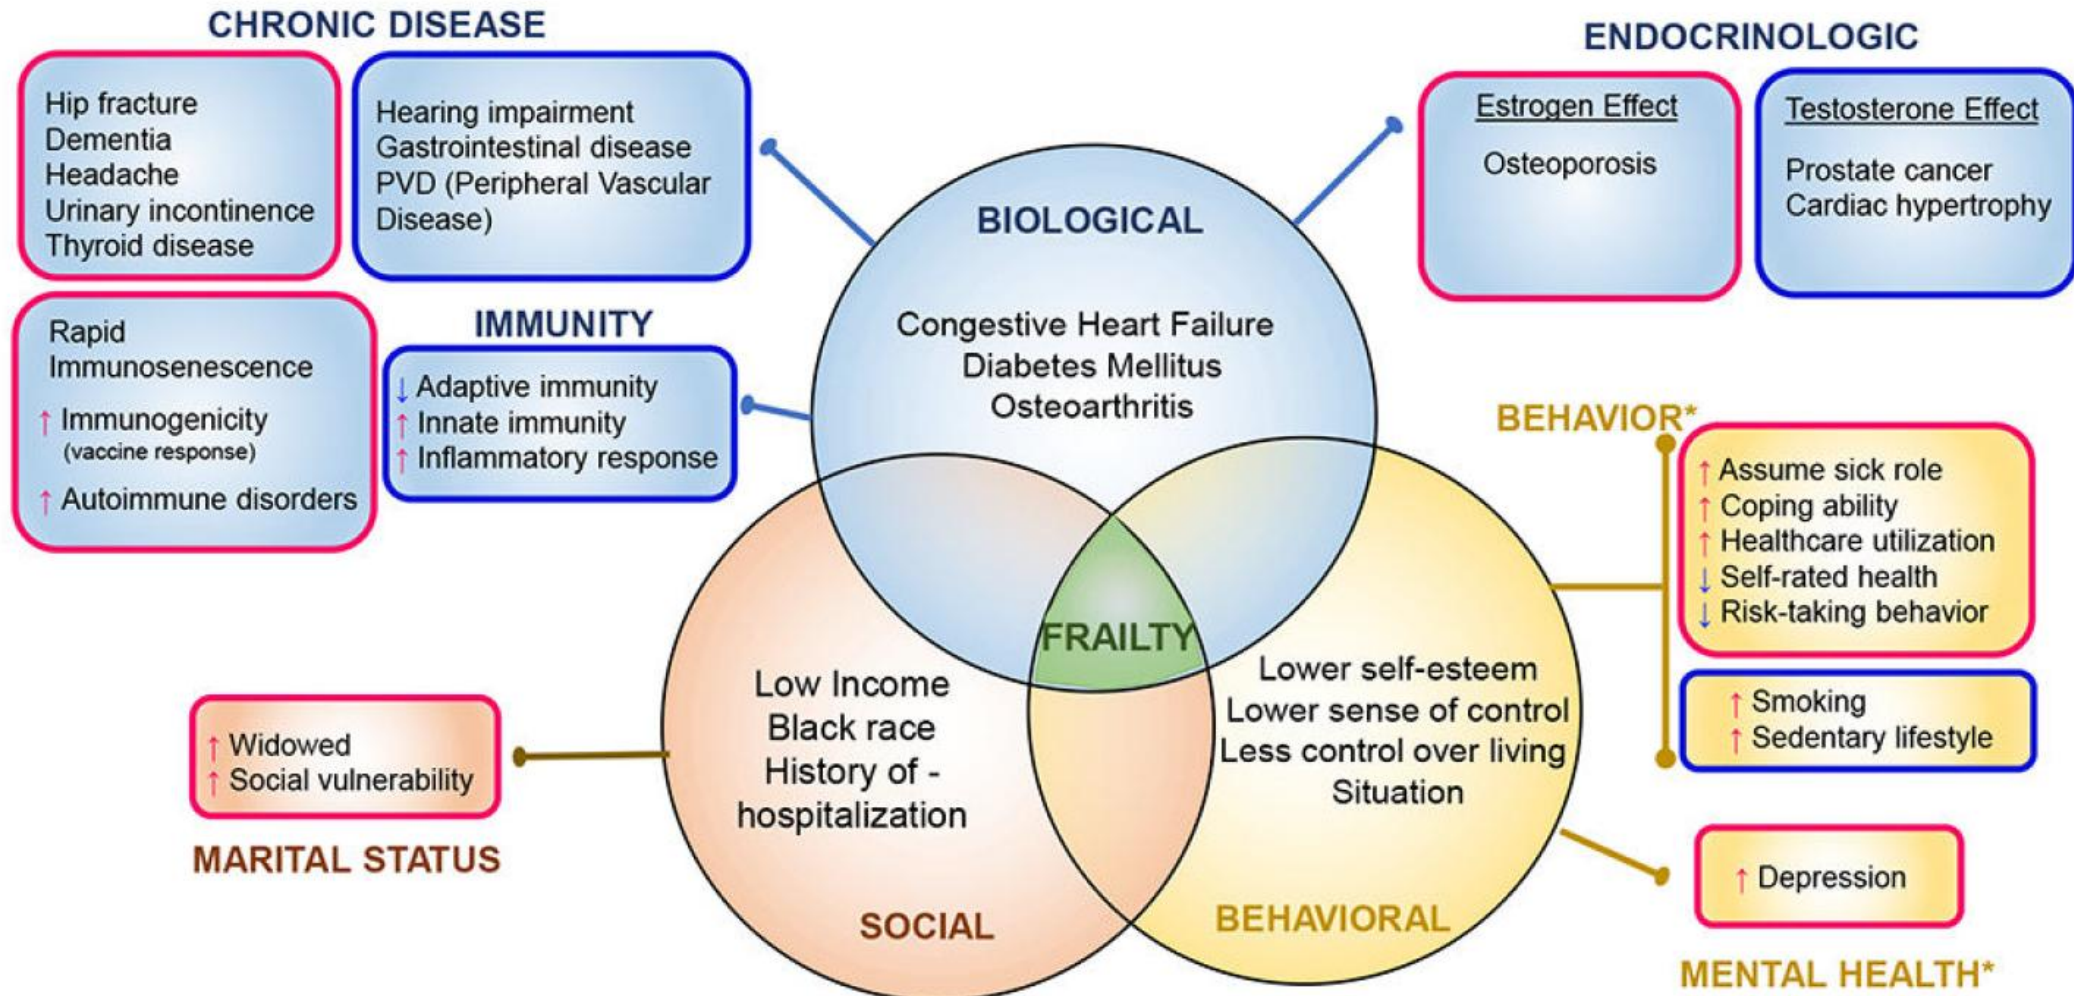 CHRONIC DISEASE
Hip fracture
Dementia
Headache
Urinary incontinence
Thyroid disease
Hearing impairment
Gastrointestinal disease
PVD (Peripheral Vascular
Disease)
ENDOCRINOLOGIC
Estrogen Effect
Osteoporosis
Testosterone Effect
Prostate cancer
Cardiac hypertrophy
Rapid
Immunosenescence
↑ Immunogenicity
(vaccine response)
↑ Autoimmune disorders
IMMUNITY
↓ Adaptive immunity
↑ Innate immunity
↑ Inflammatory response
BIOLOGICAL
Congestive Heart Failure
Diabetes Mellitus
Osteoarthritis
BEHAVIOR*
↑ Assume sick role
↑ Coping ability
↑ Healthcare utilization
↓ Self-rated health
↓ Risk-taking behavior
↑ Smoking
↑ Sedentary lifestyle
FRAILTY
Low Income
Black race
History of -
hospitalization
SOCIAL
Lower self-esteem
Lower sense of control
Less control over living
Situation
BEHAVIORAL
↑ Widowed
↑ Social vulnerability
MARITAL STATUS
↑ Depression
MENTAL HEALTH*